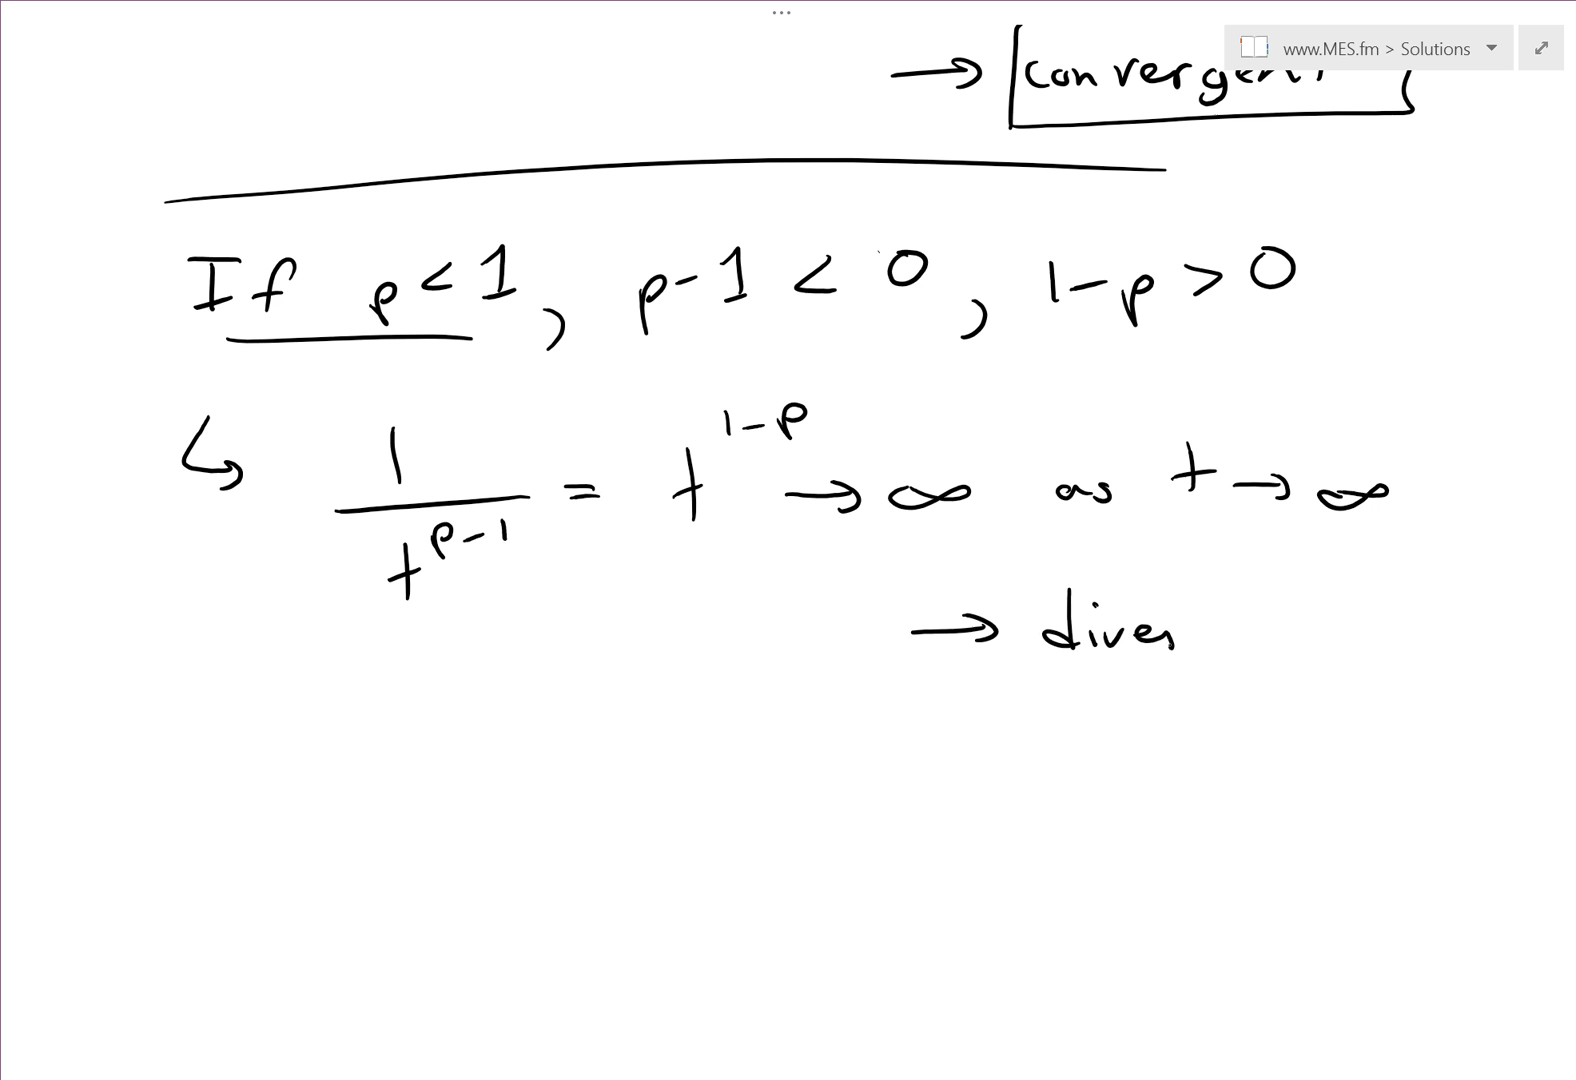 www.MES.fm > Solutions
→ convergent
If p < 1, p-1 < 0, 1-p > 0
↳ 1/t^(p-1) = t^(1-p) → ∞ as t → ∞
→ diver